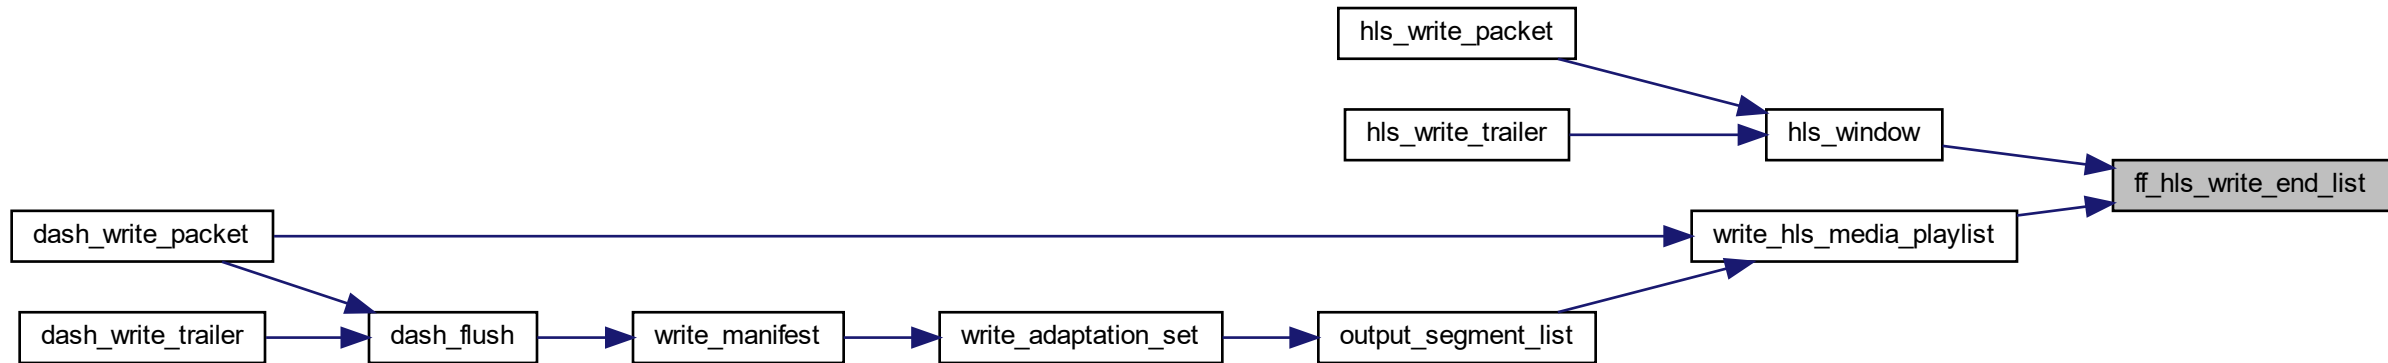 hls_write_packet
hls_write_trailer
hls_window
ff_hls_write_end_list
dash_write_packet
write_hls_media_playlist
dash_write_trailer
dash_flush
write_manifest
write_adaptation_set
output_segment_list